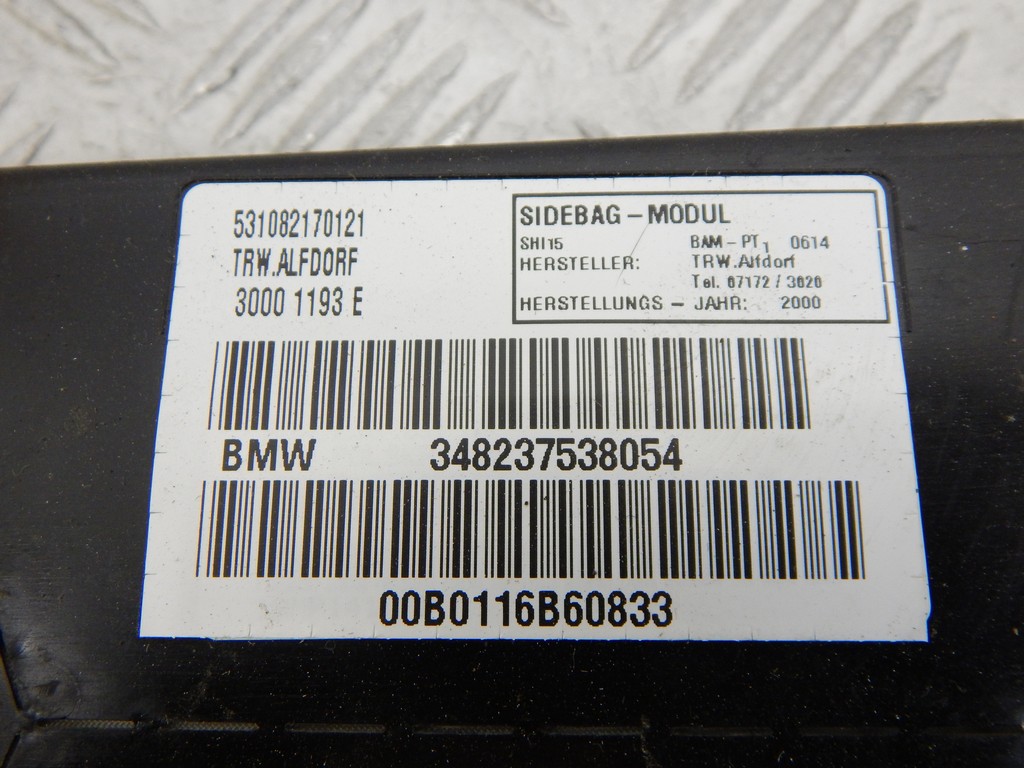 531082170121
TRW.ALFDORF
3000 1193 E
SIDEBAG - MODUL
SHI15 BAM - PT1 0614
HERSTELLER: TRW.Alfdorf
Tel. 07172 / 3020
HERSTELLUNGS - JAHR: 2000
BMW 348237538054
00B0116B60833